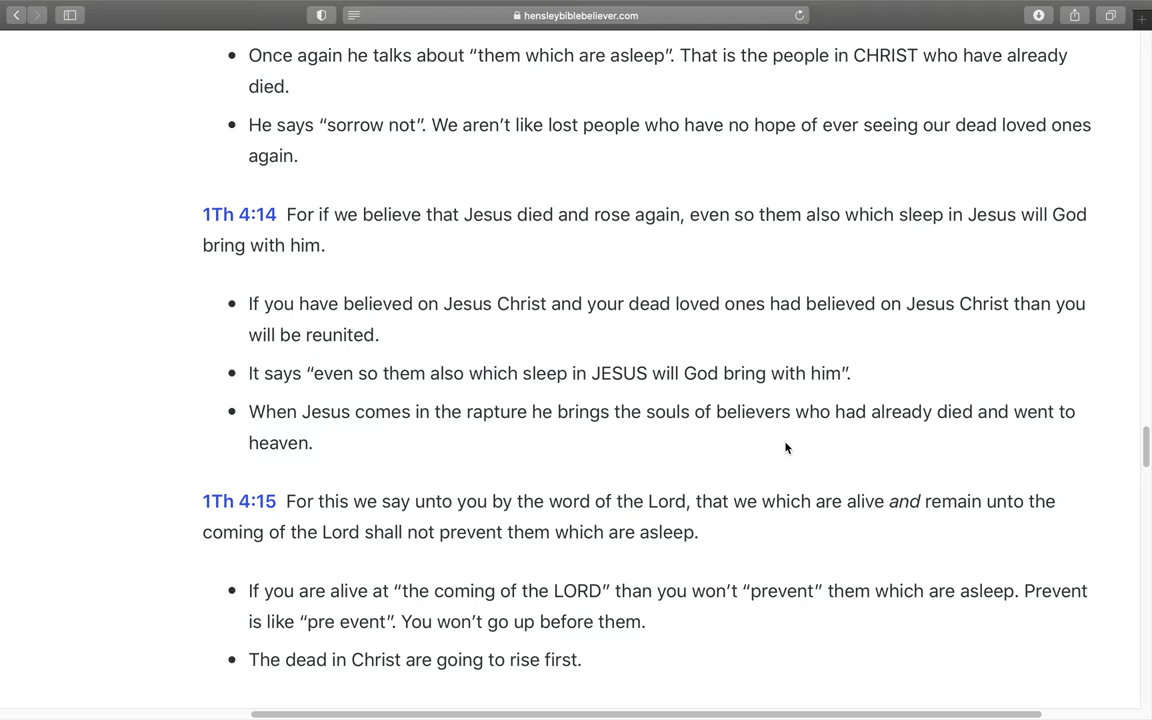 hensleybiblebeliever.com
• Once again he talks about “them which are asleep”. That is the people in CHRIST who have already
died.
• He says “sorrow not”. We aren’t like lost people who have no hope of ever seeing our dead loved ones
again.
1Th 4:14 For if we believe that Jesus died and rose again, even so them also which sleep in Jesus will God
bring with him.
• If you have believed on Jesus Christ and your dead loved ones had believed on Jesus Christ than you
will be reunited.
• It says “even so them also which sleep in JESUS will God bring with him”.
• When Jesus comes in the rapture he brings the souls of believers who had already died and went to
heaven.
1Th 4:15 For this we say unto you by the word of the Lord, that we which are alive and remain unto the
coming of the Lord shall not prevent them which are asleep.
• If you are alive at “the coming of the LORD” than you won’t “prevent” them which are asleep. Prevent
is like “pre event”. You won’t go up before them.
• The dead in Christ are going to rise first.